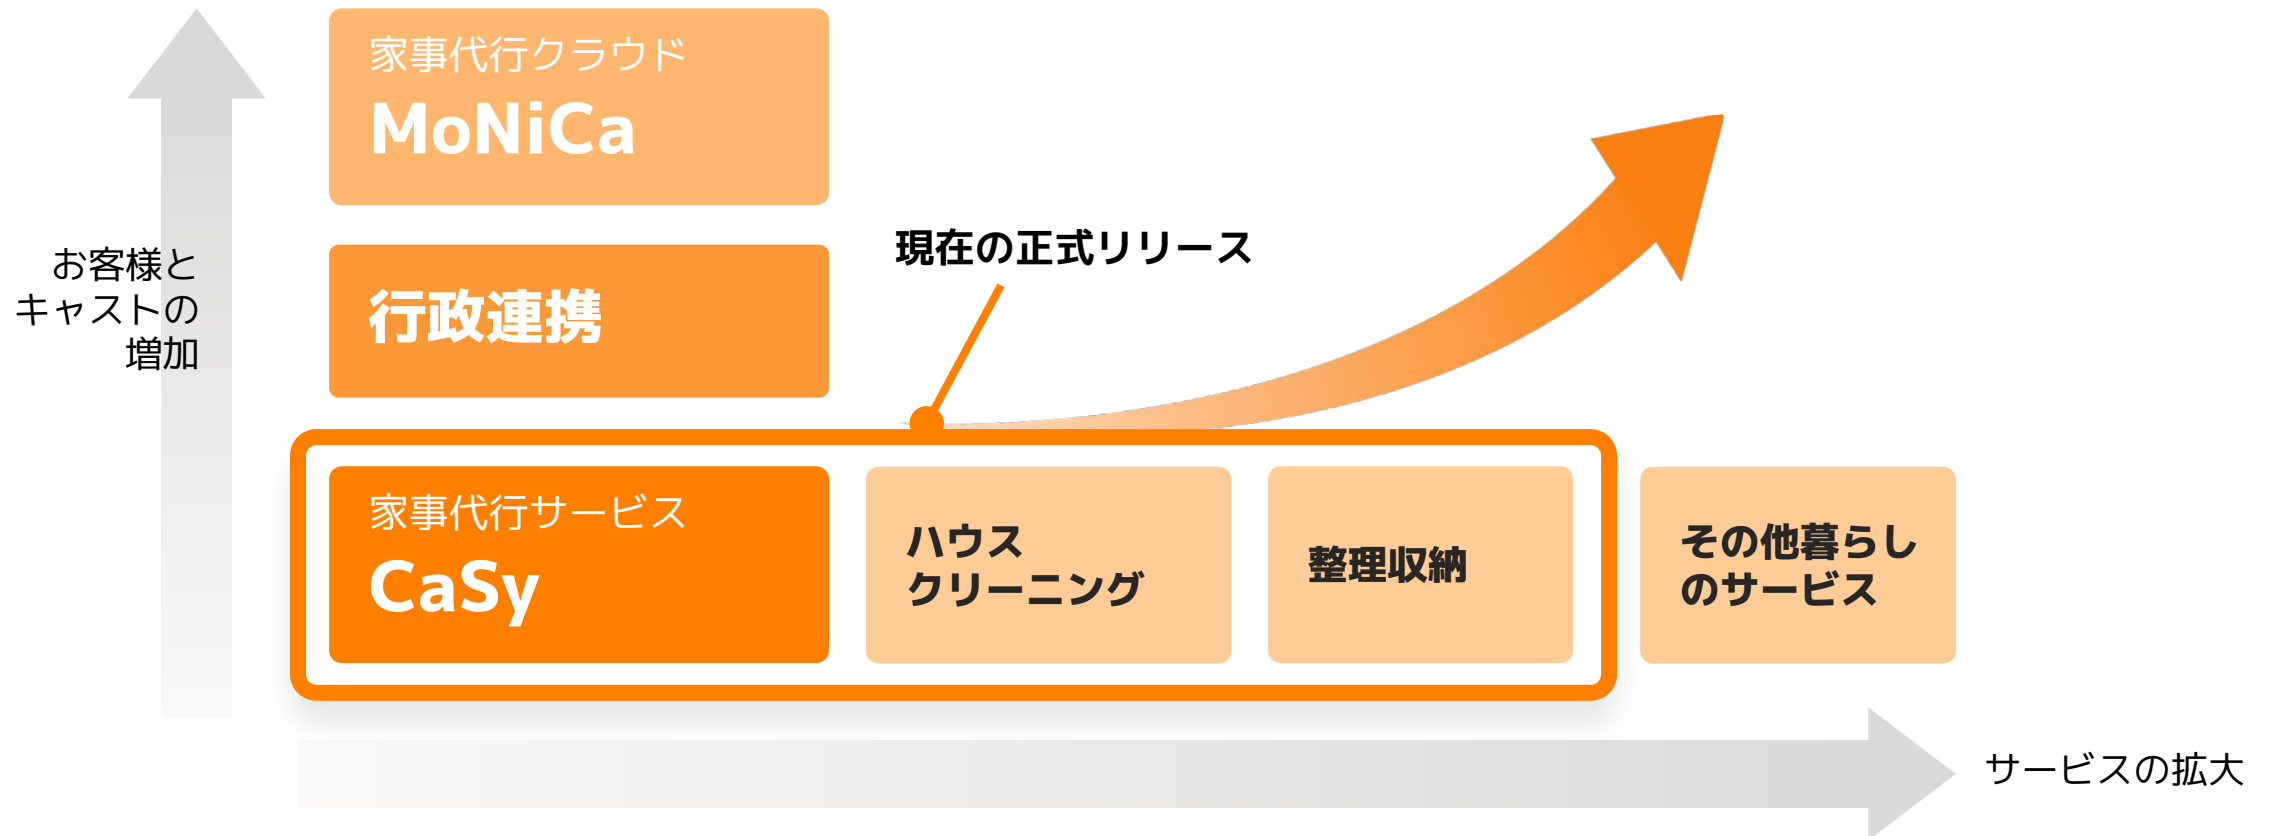 家事代行クラウド
MoNiCa
お客様と
キャストの
増加
行政連携
現在の正式リリース
家事代行サービス
CaSy
ハウス
クリーニング
整理収納
その他暮らし
のサービス
サービスの拡大